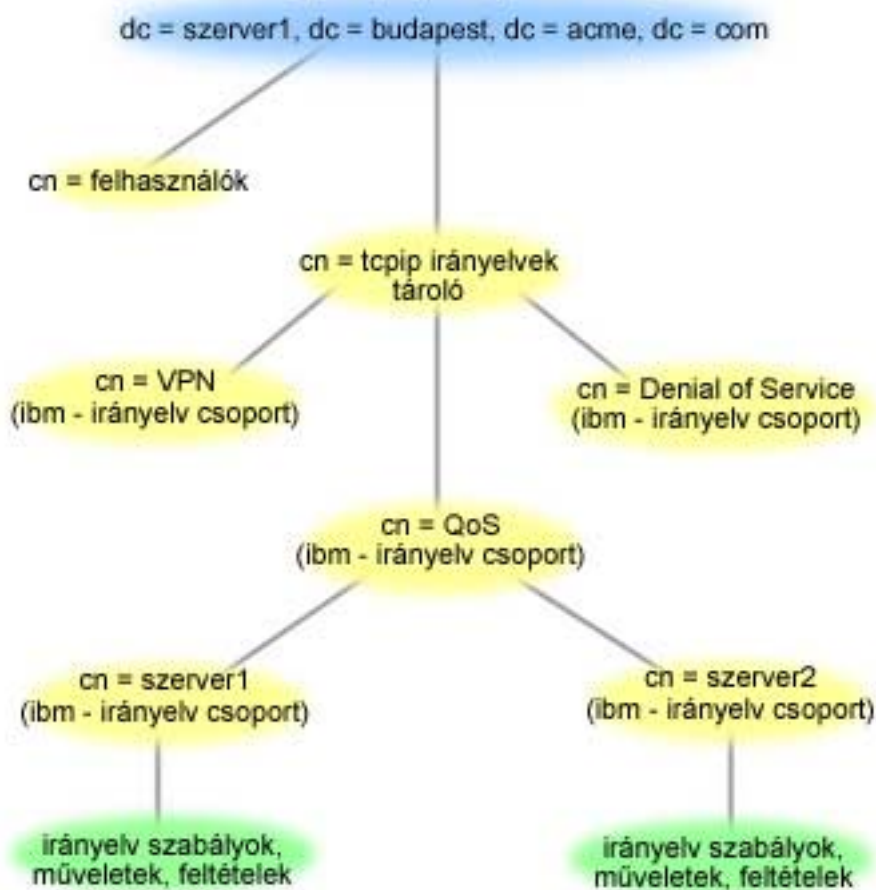 dc = szerver1, dc = budapest, dc = acme, dc = com
cn = felhasználók
cn = tcpip irányelvek
tároló
cn = VPN
(ibm - irányelv csoport)
cn = Denial of Service
(ibm - irányelv csoport)
cn = QoS
(ibm - irányelv csoport)
cn = szerver1
(ibm - irányelv csoport)
cn = szerver2
(ibm - irányelv csoport)
irányelv szabályok,
műveletek, feltételek
irányelv szabályok,
műveletek, feltételek